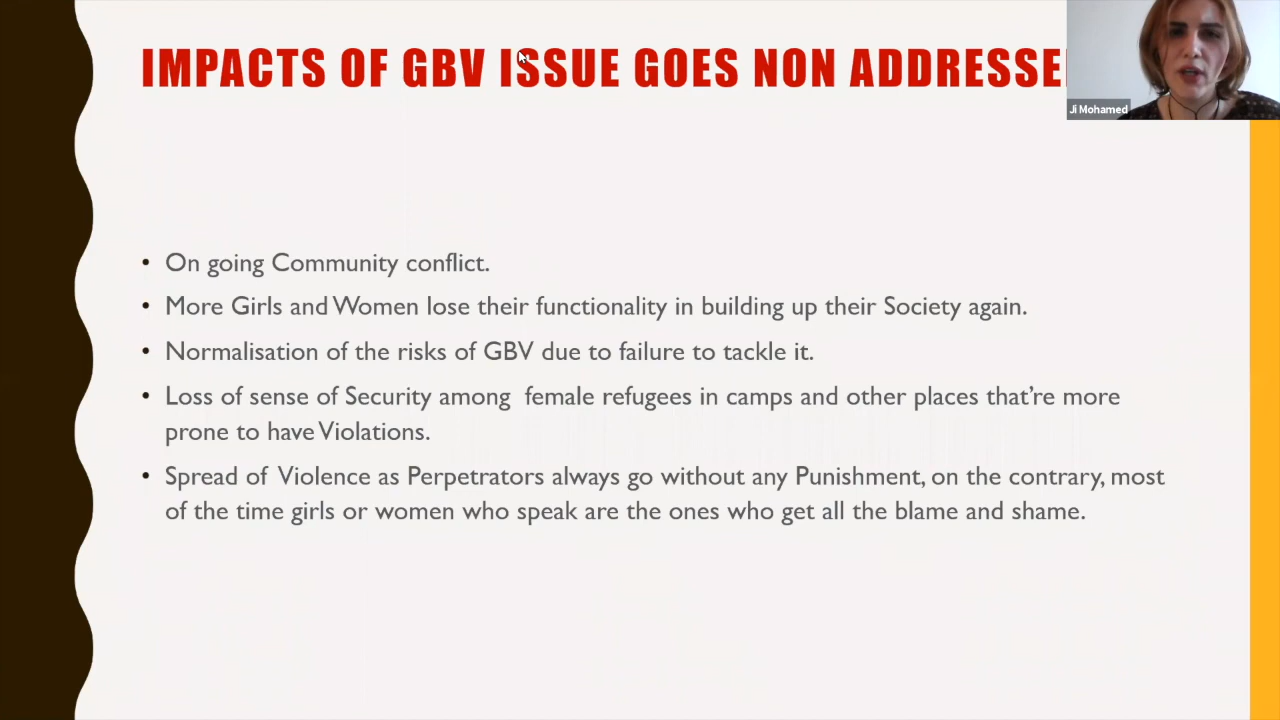 IMPACTS OF GBV ISSUE GOES NON ADDRESSE
Ji Mohamed
• On going Community conflict.
• More Girls and Women lose their functionality in building up their Society again.
• Normalisation of the risks of GBV due to failure to tackle it.
• Loss of sense of Security among female refugees in camps and other places that're more
prone to have Violations.
• Spread of Violence as Perpetrators always go without any Punishment, on the contrary, most
of the time girls or women who speak are the ones who get all the blame and shame.